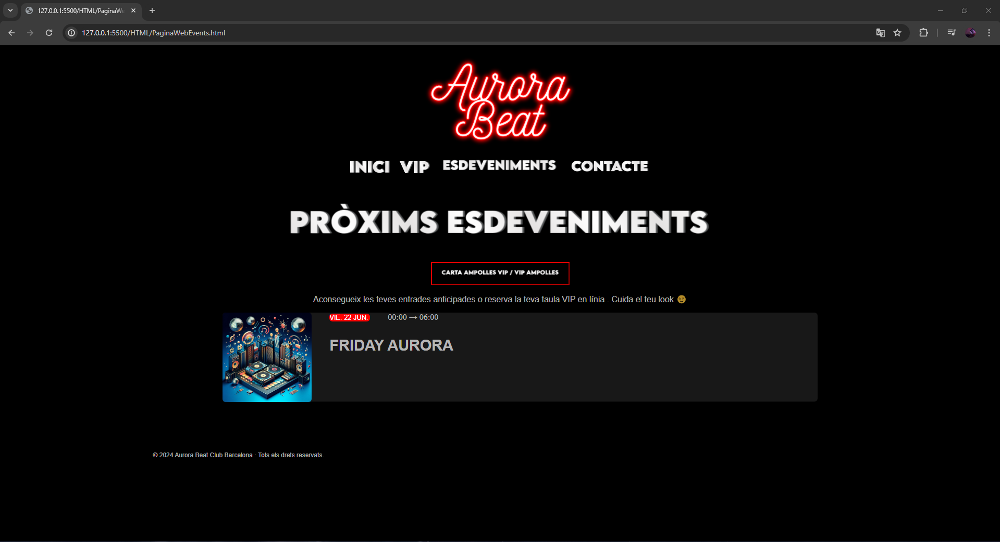 127.0.0.1:5500/HTML/PaginaWe
127.0.0.1:5500/HTML/PaginaWebEvents.html
Aurora
Beat
INICI VIP ESDEVENIMENTS CONTACTE
PRÒXIMS ESDEVENIMENTS
CARTA AMPOLLES VIP / VIP AMPOLLES
Aconsegueix les teves entrades anticipades o reserva la teva taula VIP en línia . Cuida el teu look 😉
VIE. 22 JUN. 00:00 → 06:00
FRIDAY AURORA
© 2024 Aurora Beat Club Barcelona · Tots els drets reservats.